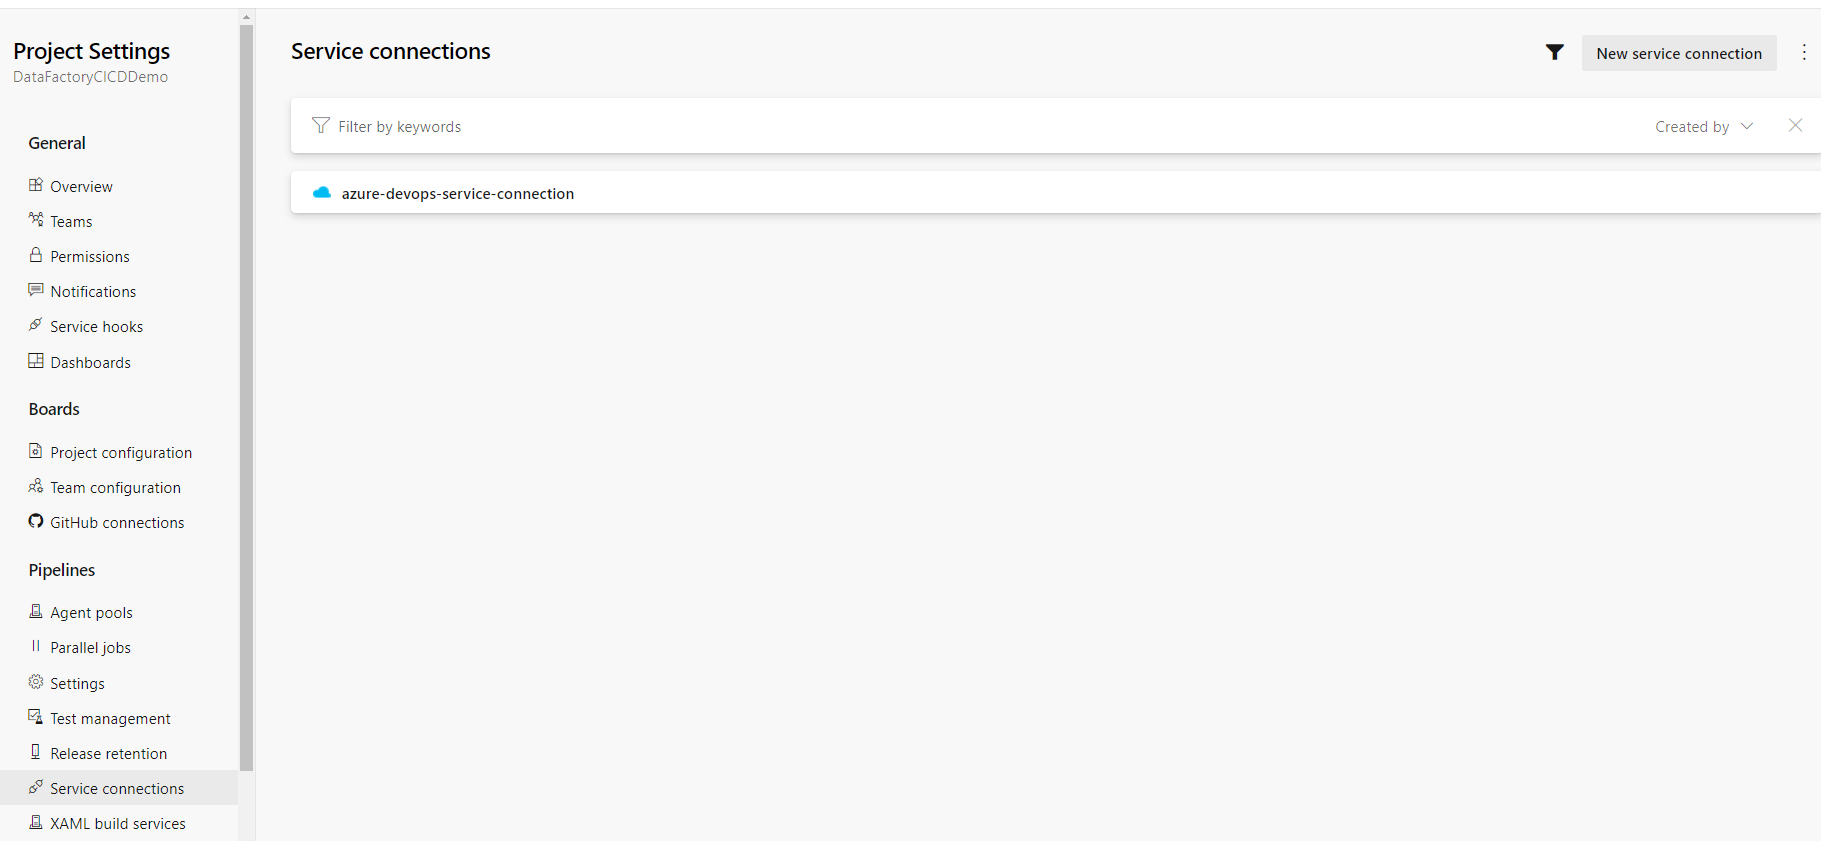 Project Settings
DataFactoryCICDDemo
General
Overview
Teams
Permissions
Notifications
Service hooks
Dashboards
Boards
Project configuration
Team configuration
GitHub connections
Pipelines
Agent pools
Parallel jobs
Settings
Test management
Release retention
Service connections
XAML build services
Service connections
New service connection
Filter by keywords
Created by
azure-devops-service-connection